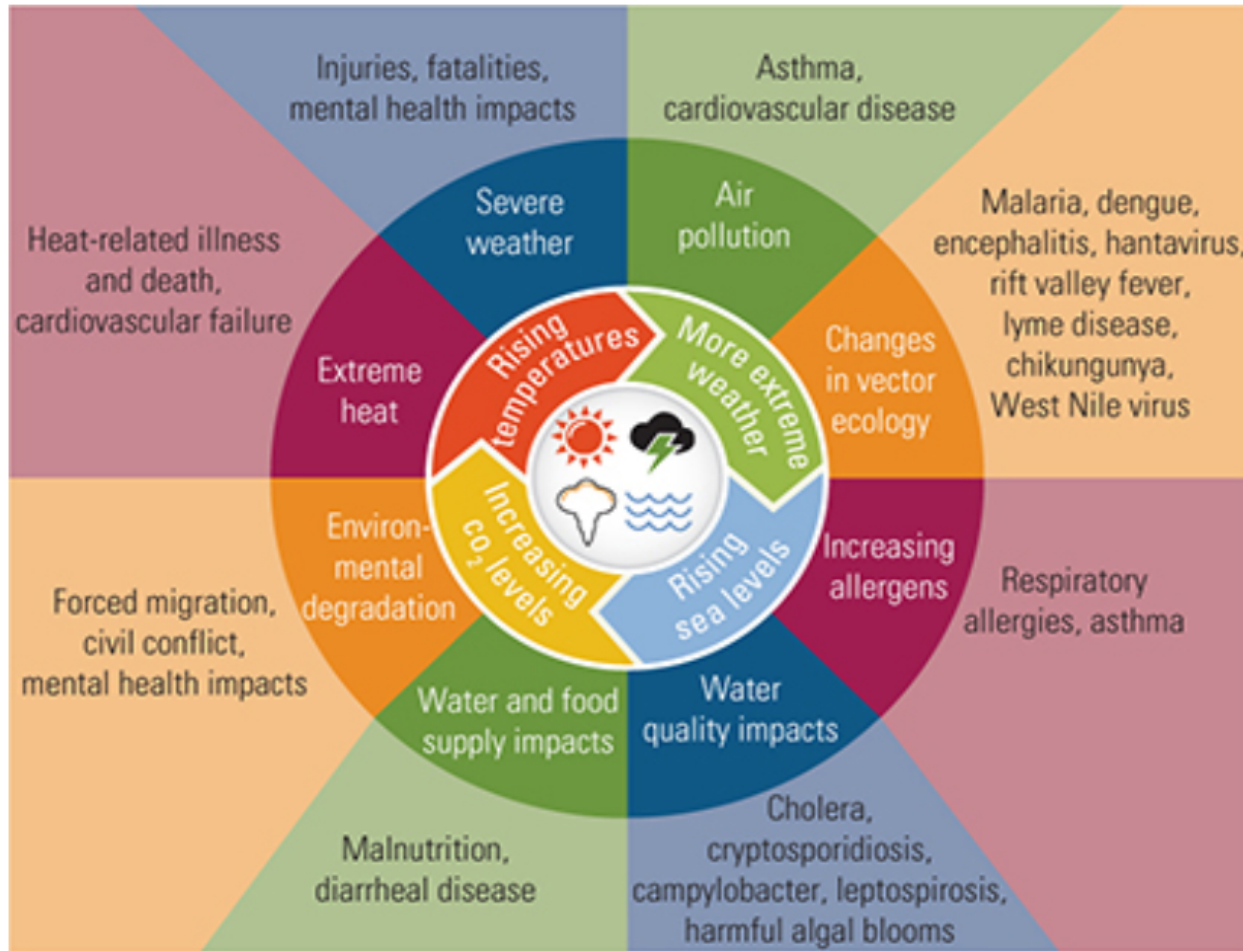 Injuries, fatalities,
mental health impacts
Asthma,
cardiovascular disease
Severe
weather
Air
pollution
Malaria, dengue,
encephalitis, hantavirus,
rift valley fever,
lyme disease,
chikungunya,
West Nile virus
Heat-related illness
and death,
cardiovascular failure
Extreme
heat
Rising
temperatures
More extreme
weather
Changes
in vector
ecology
Environ-
mental
degradation
Increasing
CO₂ levels
Rising
sea levels
Increasing
allergens
Respiratory
allergies, asthma
Forced migration,
civil conflict,
mental health impacts
Water and food
supply impacts
Water
quality impacts
Malnutrition,
diarrheal disease
Cholera,
cryptosporidiosis,
campylobacter, leptospirosis,
harmful algal blooms